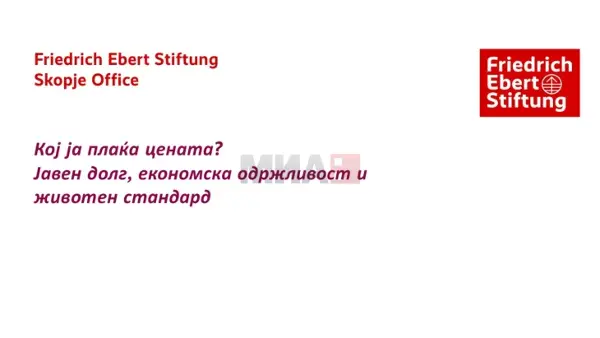 Friedrich Ebert Stiftung
Skopje Office
Friedrich
Ebert
Stiftung
Кој ја плаќа цената?
МИА
Јавен долг, економска одржливост и
животен стандард